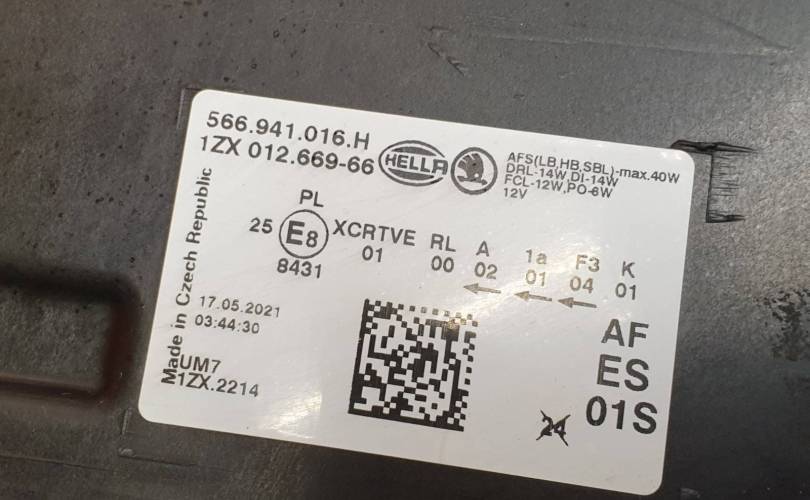 566.941.016.H
1ZX 012.669-66
HELLA
AFS(LB,HB,SBL)-max.40W
DRL-14W,DI-14W
FCL-12W,PO-6W
12V
PL
25 E8 XCRTVE RL A 1a F3 K
8431 01 00 02 01 04 01
Made in Czech Republic
17.05.2021
03:44:30
UM7
1ZX.2214
AF
ES
01S
24